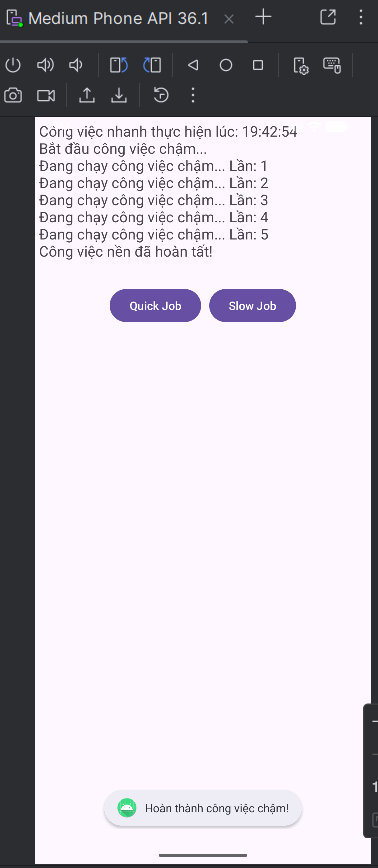 Medium Phone API 36.1
Công việc nhanh thực hiện lúc: 19:42:54
Bắt đầu công việc chậm...
Đang chạy công việc chậm... Lần: 1
Đang chạy công việc chậm... Lần: 2
Đang chạy công việc chậm... Lần: 3
Đang chạy công việc chậm... Lần: 4
Đang chạy công việc chậm... Lần: 5
Công việc nền đã hoàn tất!
Quick Job
Slow Job
Hoàn thành công việc chậm!